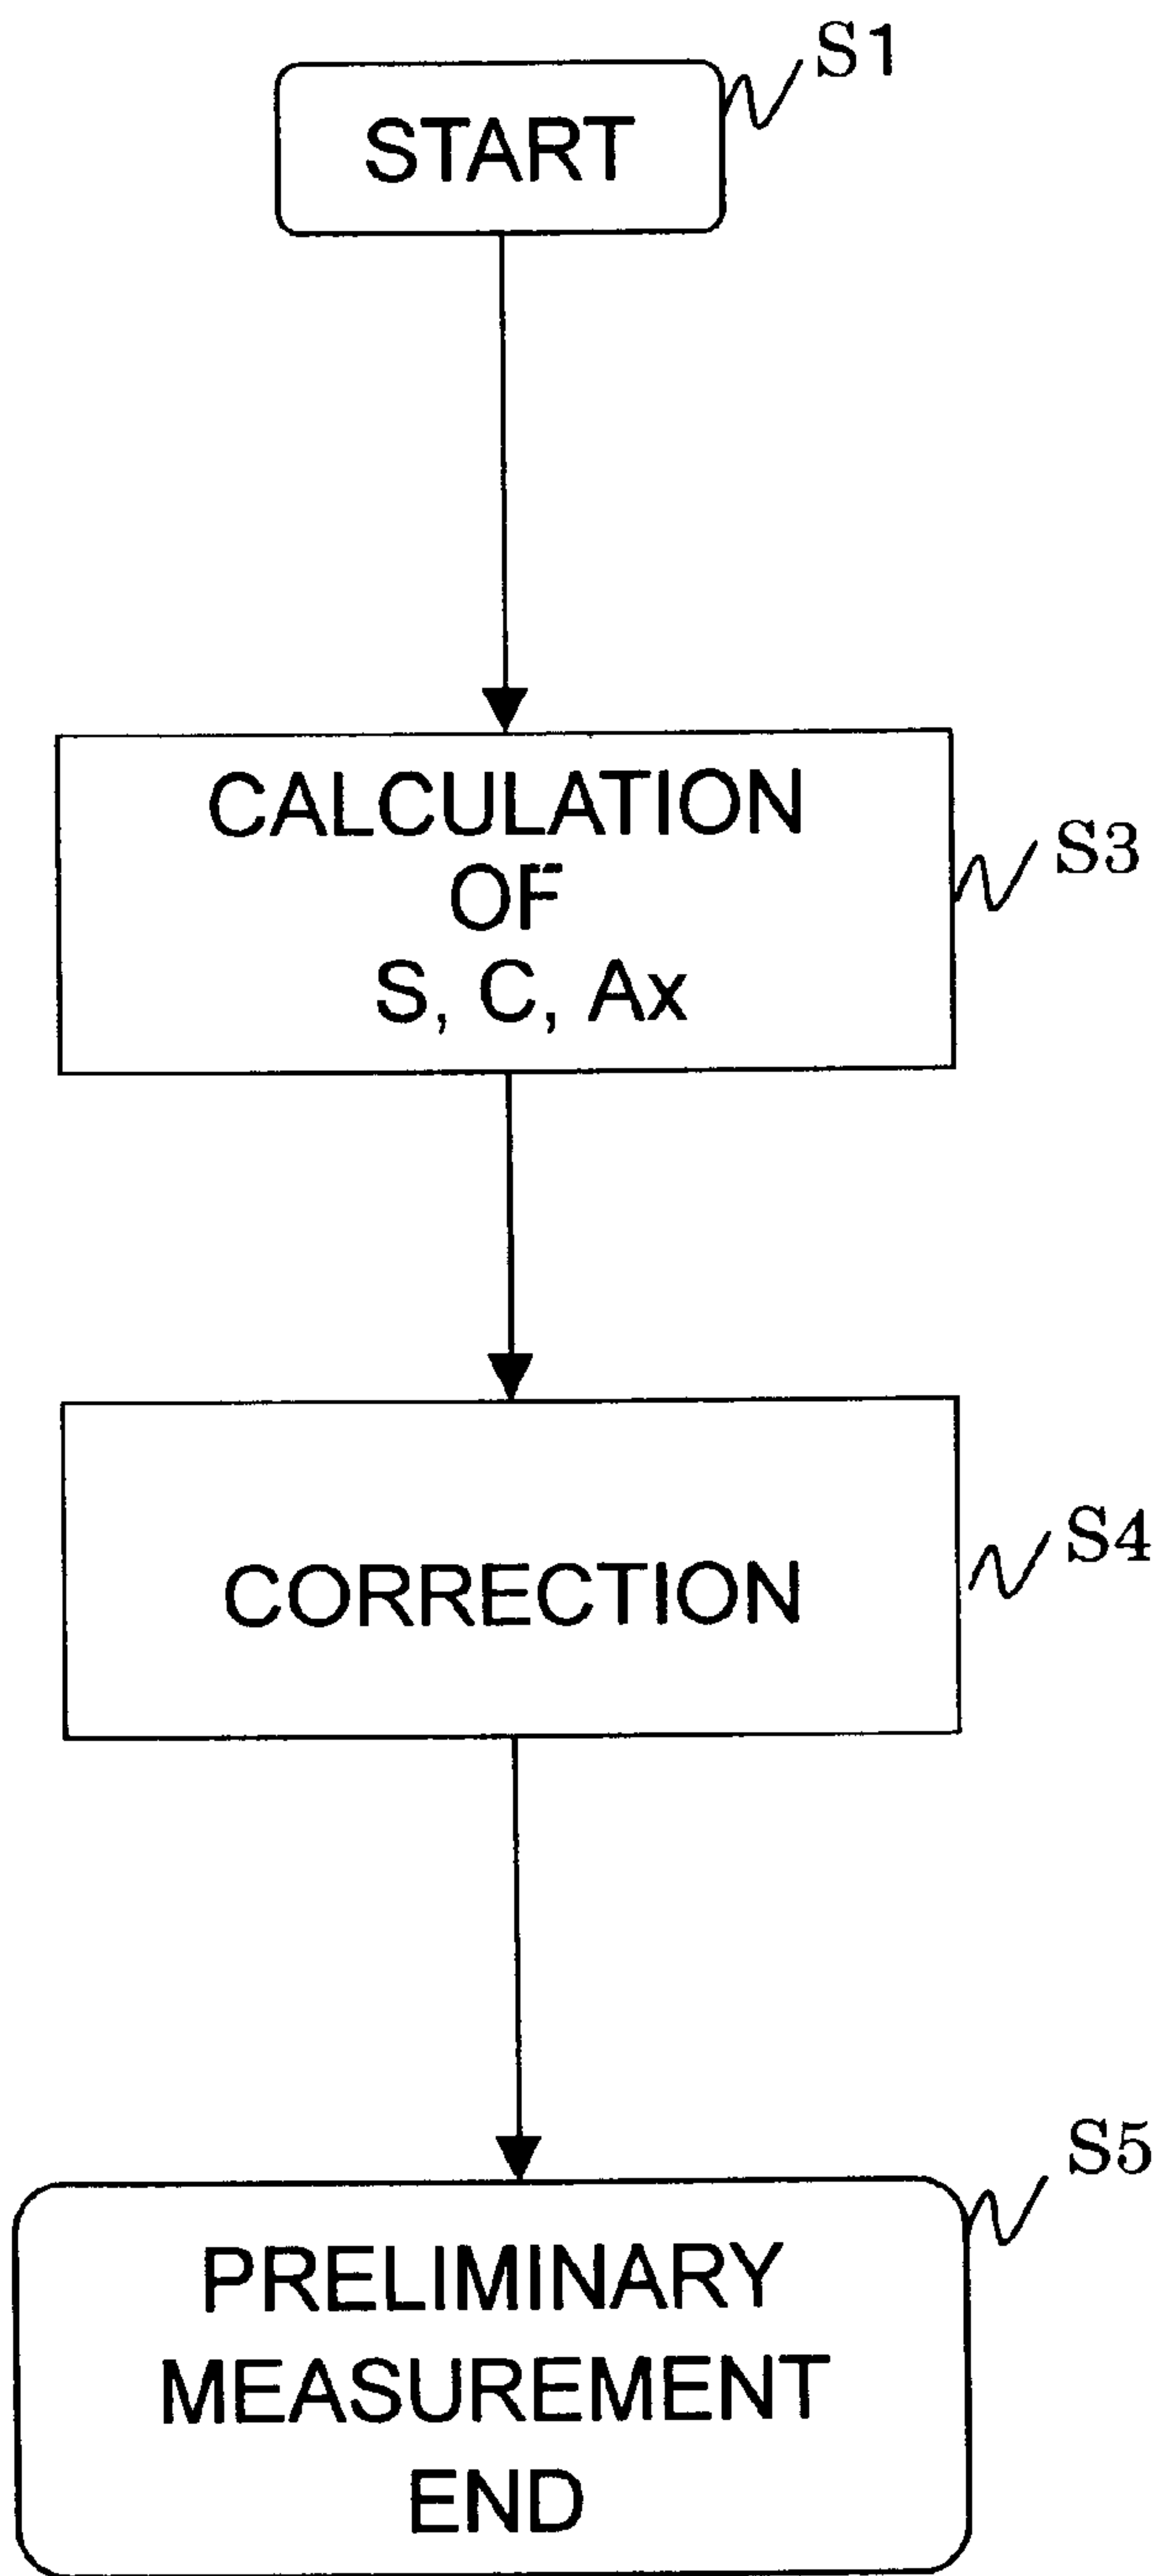 S1
START
CALCULATION
OF
S, C, Ax
S3
CORRECTION
S4
S5
PRELIMINARY
MEASUREMENT
END